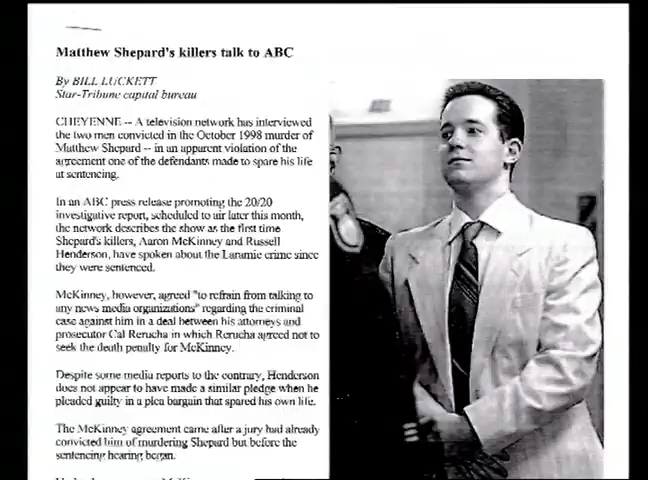 Matthew Shepard's killers talk to ABC
By BILL LUCKETT
Star-Tribune capital bureau
CHEYENNE -- A television network has interviewed
the two men convicted in the October 1998 murder of
Matthew Shepard -- in an apparent violation of the
agreement one of the defendants made to spare his life
at sentencing.
In an ABC press release promoting the 20/20
investigative report, scheduled to air later this month,
the network describes the show as the first time
Shepard's killers, Aaron McKinney and Russell
Henderson, have spoken about the Laramie crime since
they were sentenced.
McKinney, however, agreed "to refrain from talking to
any news media organizations" regarding the criminal
case against him in a deal between his attorneys and
prosecutor Cal Rerucha in which Rerucha agreed not to
seek the death penalty for McKinney.
Despite some media reports to the contrary, Henderson
does not appear to have made a similar pledge when he
pleaded guilty in a plea bargain that spared his own life.
The McKinney agreement came after a jury had already
convicted him of murdering Shepard but before the
sentencing hearing began.